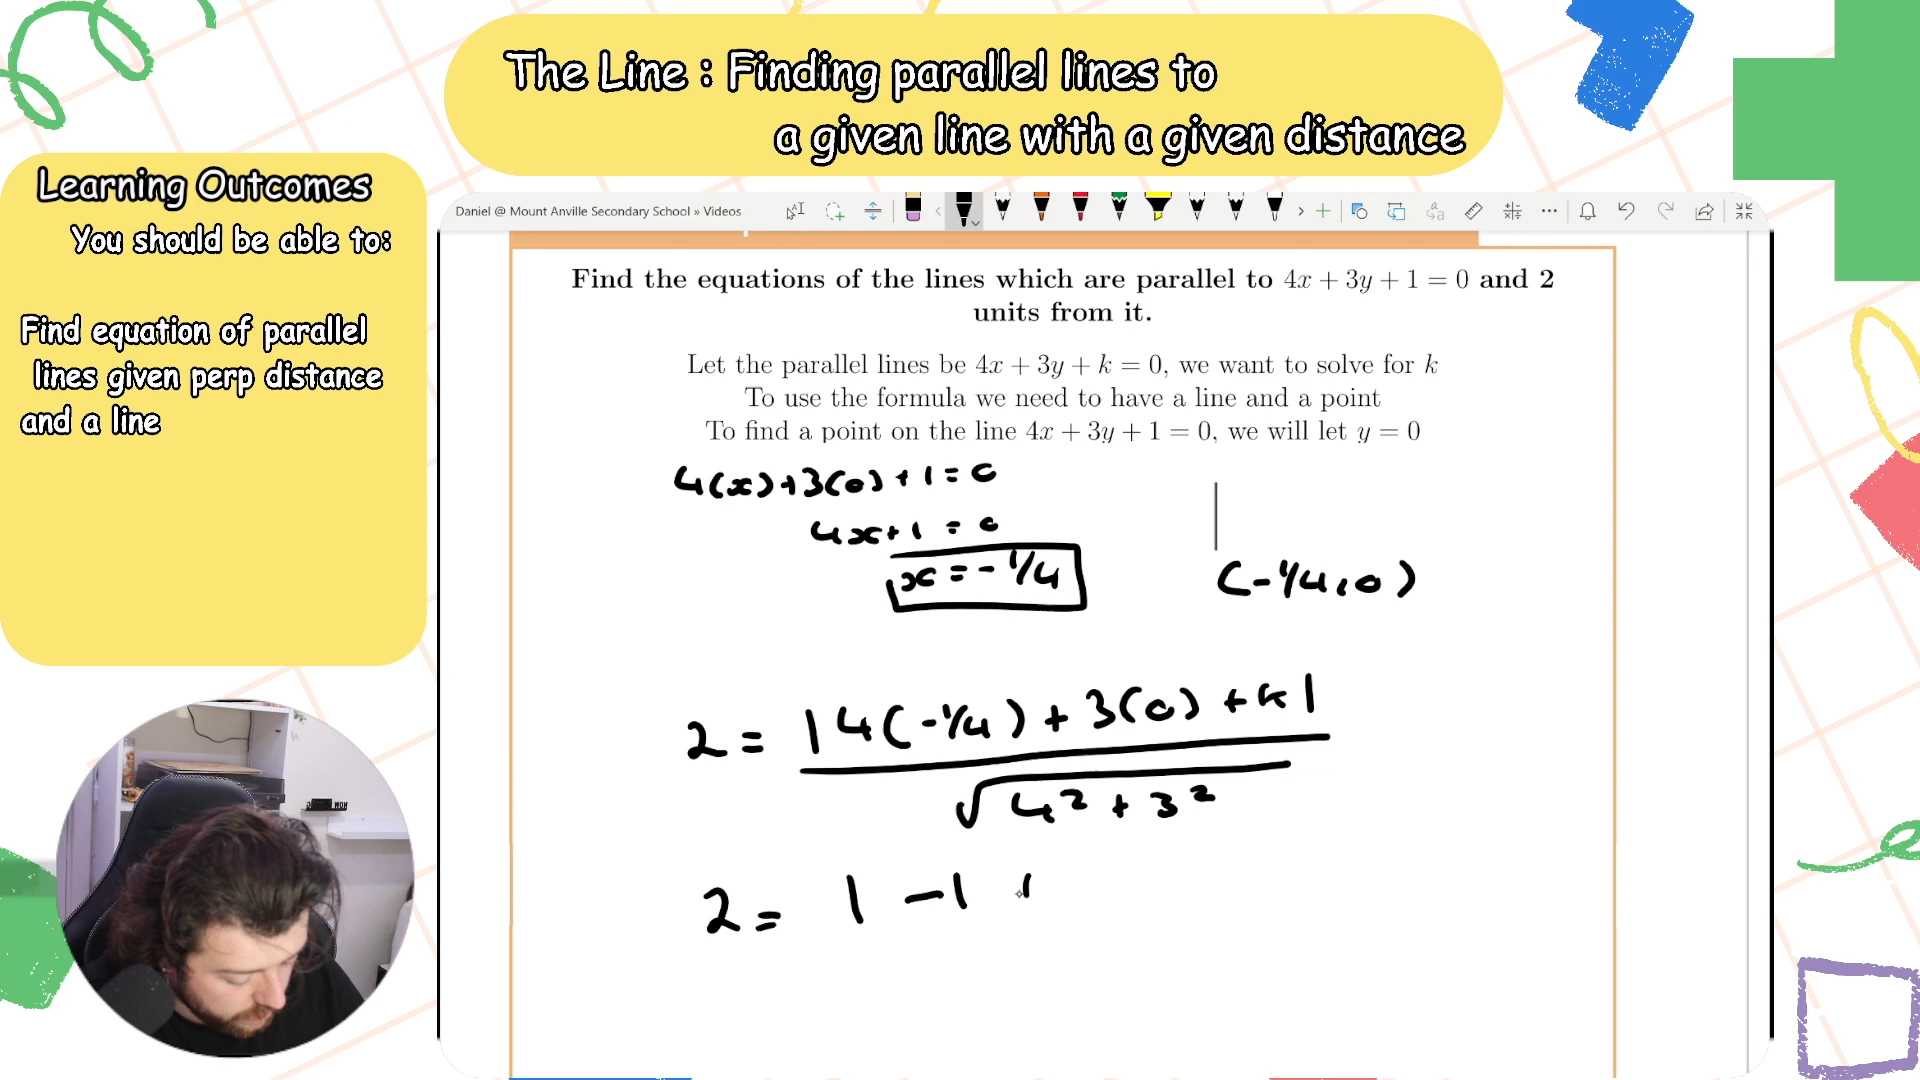 The Line : Finding parallel lines to
a given line with a given distance
Learning Outcomes
You should be able to:
Find equation of parallel
lines given perp distance
and a line
Daniel @ Mount Anville Secondary School » Videos
Find the equations of the lines which are parallel to 4x + 3y + 1 = 0 and 2
units from it.
Let the parallel lines be 4x + 3y + k = 0, we want to solve for k
To use the formula we need to have a line and a point
To find a point on the line 4x + 3y + 1 = 0, we will let y = 0
4(x)+3(0)+1=0
4x+1=0
x=-1/4
(-1/4,0)
2= |4(-1/4)+3(0)+k|
√4²+3²
2= | -1